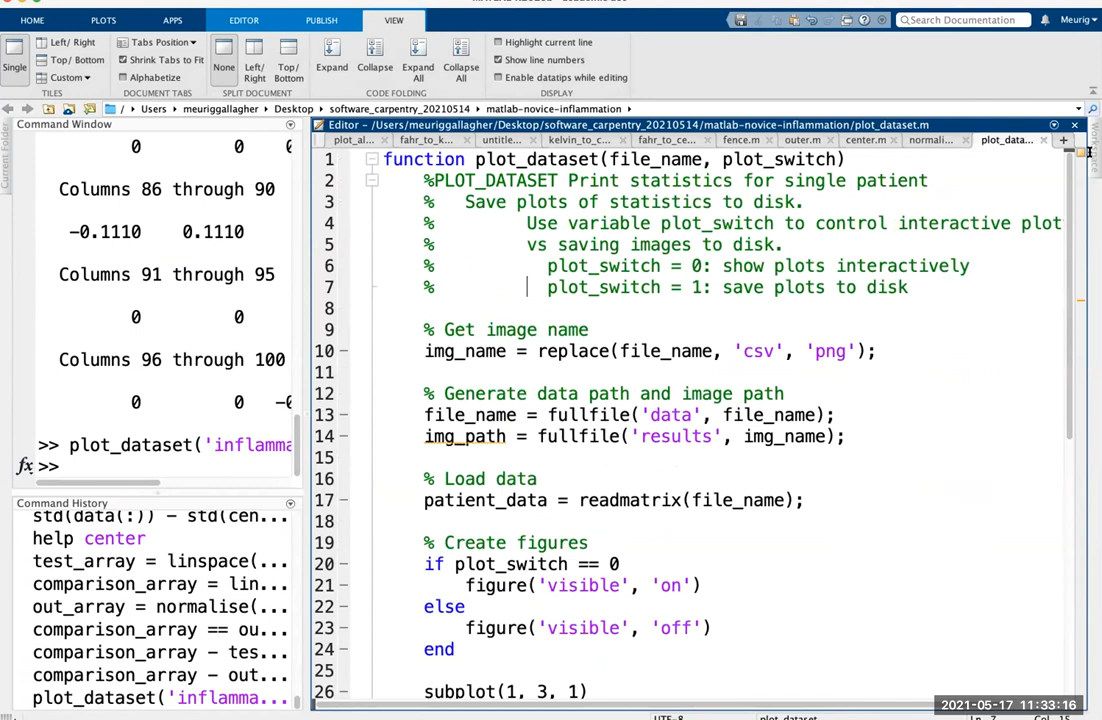 HOME PLOTS APPS EDITOR PUBLISH VIEW Search Documentation Meurig
Single Left/ Right Top/ Bottom Custom
Tabs Position Shrink Tabs to Fit Alphabetize
None Left/ Right Top/ Bottom
Expand Collapse Expand All Collapse All
Highlight current line
Show line numbers
Enable datatips while editing
TILES DOCUMENT TABS SPLIT DOCUMENT CODE FOLDING DISPLAY
/ Users meuriggallagher Desktop software_carpentry_20210514 matlab-novice-inflammation
Current Folder
Command Window
0 0 0
Columns 86 through 90
-0.1110 0.1110
Columns 91 through 95
0 0
Columns 96 through 100
0 0 -0
>> plot_dataset('inflamma
fx >>
Command History
std(data(:)) - std(cen...
help center
test_array = linspace(...
comparison_array = lin...
out_array = normalise(...
comparison_array == ou...
comparison_array - tes...
comparison_array - out...
plot_dataset('inflamma...
Editor - /Users/meuriggallagher/Desktop/software_carpentry_20210514/matlab-novice-inflammation/plot_dataset.m
plot_al... fahr_to_k... untitle... kelvin_to_c... fahr_to_ce... fence.m outer.m center.m normali... plot_data... +
Workspace
1 function plot_dataset(file_name, plot_switch)
2 %PLOT_DATASET Print statistics for single patient
3 % Save plots of statistics to disk.
4 % Use variable plot_switch to control interactive plot
5 % vs saving images to disk.
6 % plot_switch = 0: show plots interactively
7 % plot_switch = 1: save plots to disk
8
9 % Get image name
10 img_name = replace(file_name, 'csv', 'png');
11
12 % Generate data path and image path
13 file_name = fullfile('data', file_name);
14 img_path = fullfile('results', img_name);
15
16 % Load data
17 patient_data = readmatrix(file_name);
18
19 % Create figures
20 if plot_switch == 0
21 figure('visible', 'on')
22 else
23 figure('visible', 'off')
24 end
25
26 subplot(1, 3, 1)
2021-05-17 11:33:16